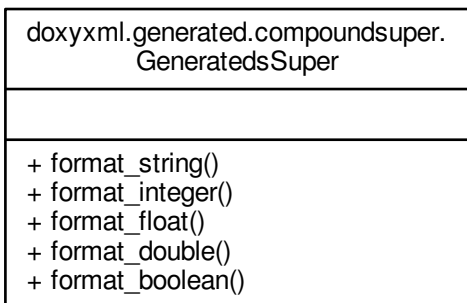 doxyxml.generated.compoundsuper.
GeneratedsSuper
+ format_string()
+ format_integer()
+ format_float()
+ format_double()
+ format_boolean()